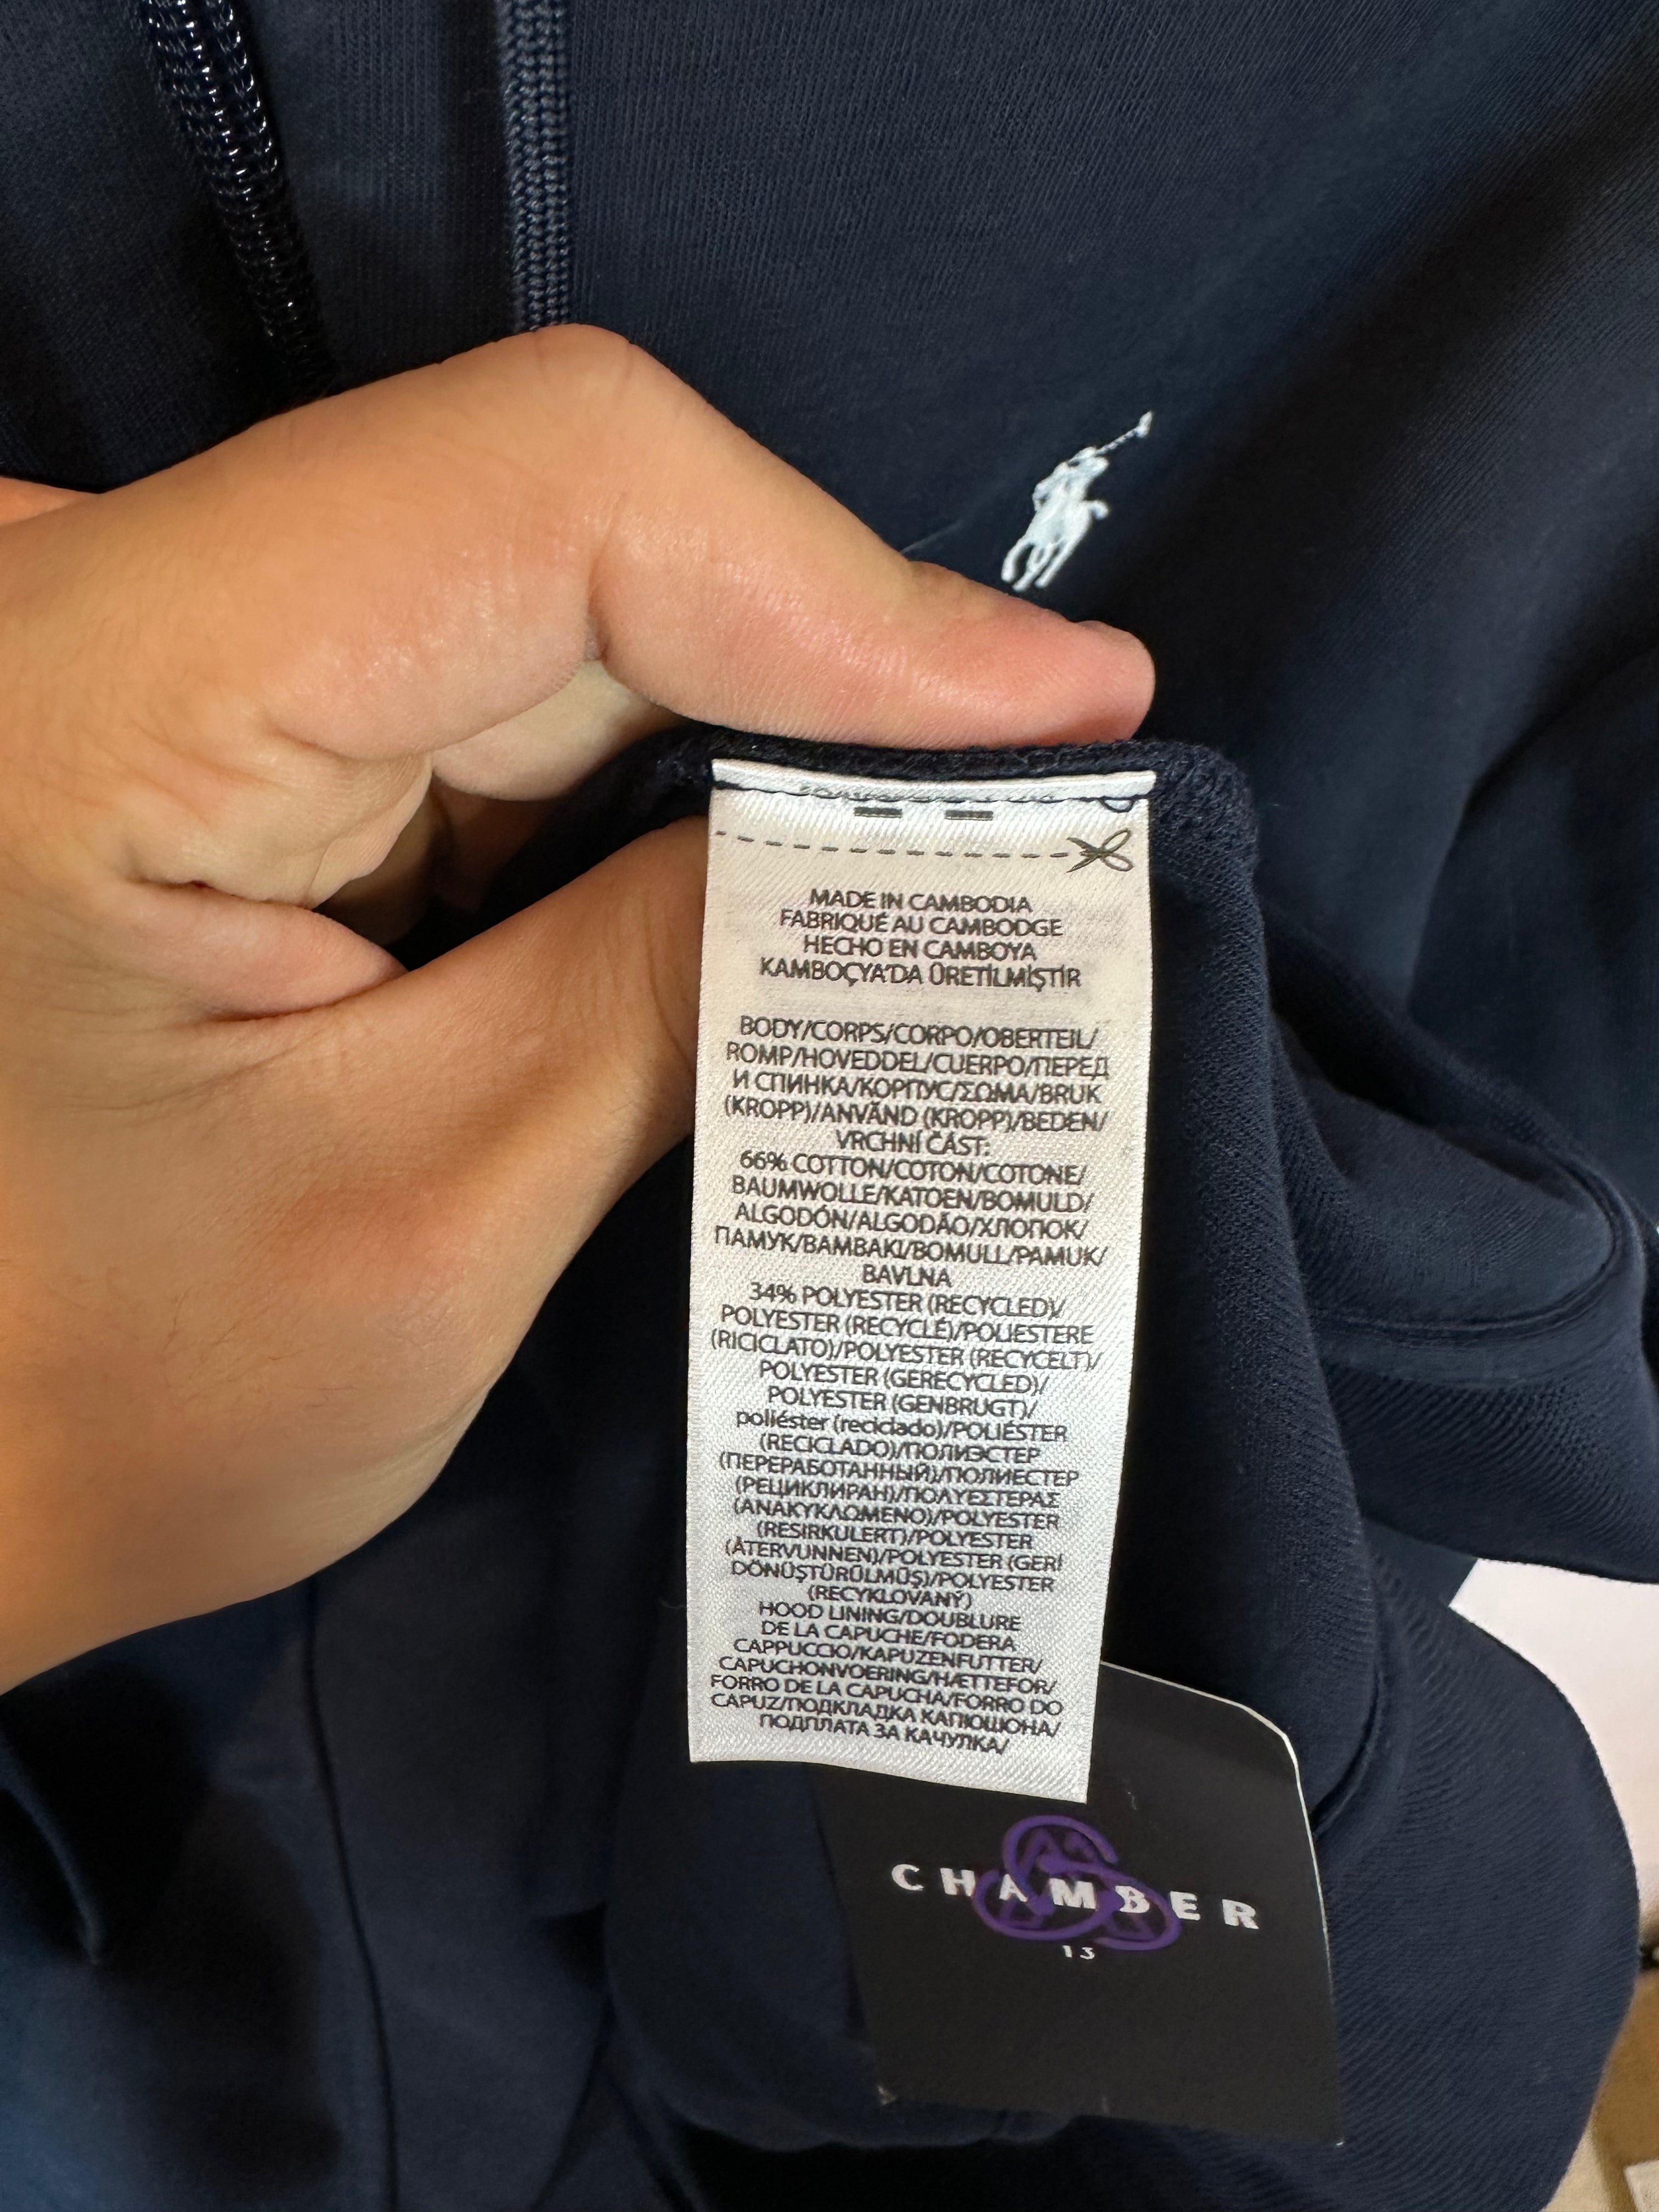 MADE IN CAMBODIA
FABRIQUÉ AU CAMBODGE
HECHO EN CAMBOYA
KAMBOÇYA'DA ÜRETİLMİŞTİR
BODY/CORPS/CORPO/OBERTEIL/
ROMP/HOVEDDEL/CUERPO/ПЕРЕД
И СПИНКА/КОРПУС/ΣΩΜΑ/BRUK
(KROPP)/ANVÄND (KROPP)/BEDEN/
VRCHNÍ ČÁST:
66% COTTON/COTON/COTONE/
BAUMWOLLE/KATOEN/BOMULD/
ALGODÓN/ALGODÃO/ХЛОПОК/
ПАМУК/ΒΑΜΒΑΚΙ/BOMULL/PAMUK/
BAVLNA
34% POLYESTER (RECYCLED)/
POLYESTER (RECYCLÉ)/POLIESTERE
(RICICLATO)/POLYESTER (RECYCELT)/
POLYESTER (GERECYCLED)/
POLYESTER (GENBRUGT)/
poliéster (reciclado)/POLIÉSTER
(RECICLADO)/ПОЛИЭСТЕР
(ПЕРЕРАБОТАННЫЙ)/ПОЛИЕСТЕР
(РЕЦИКЛИРАН)/ΠΟΛΥΕΣΤΕΡΑΣ
(ΑΝΑΚΥΚΛΩΜΕΝΟ)/POLYESTER
(RESIRKULERT)/POLYESTER
(ÅTERVUNNEN)/POLYESTER (GERİ
DÖNÜŞTÜRÜLMÜŞ)/POLYESTER
(RECYKLOVANÝ)
HOOD LINING/DOUBLURE
DE LA CAPUCHE/FODERA
CAPPUCCIO/KAPUZENFUTTER/
CAPUCHONVOERING/HÆTTEFOR/
FORRO DE LA CAPUCHA/FORRO DO
CAPUZ/ПОДКЛАДКА КАПЮШОНА/
ПОДПЛАТА ЗА КАЧУЛКА/
CHAMBER
13